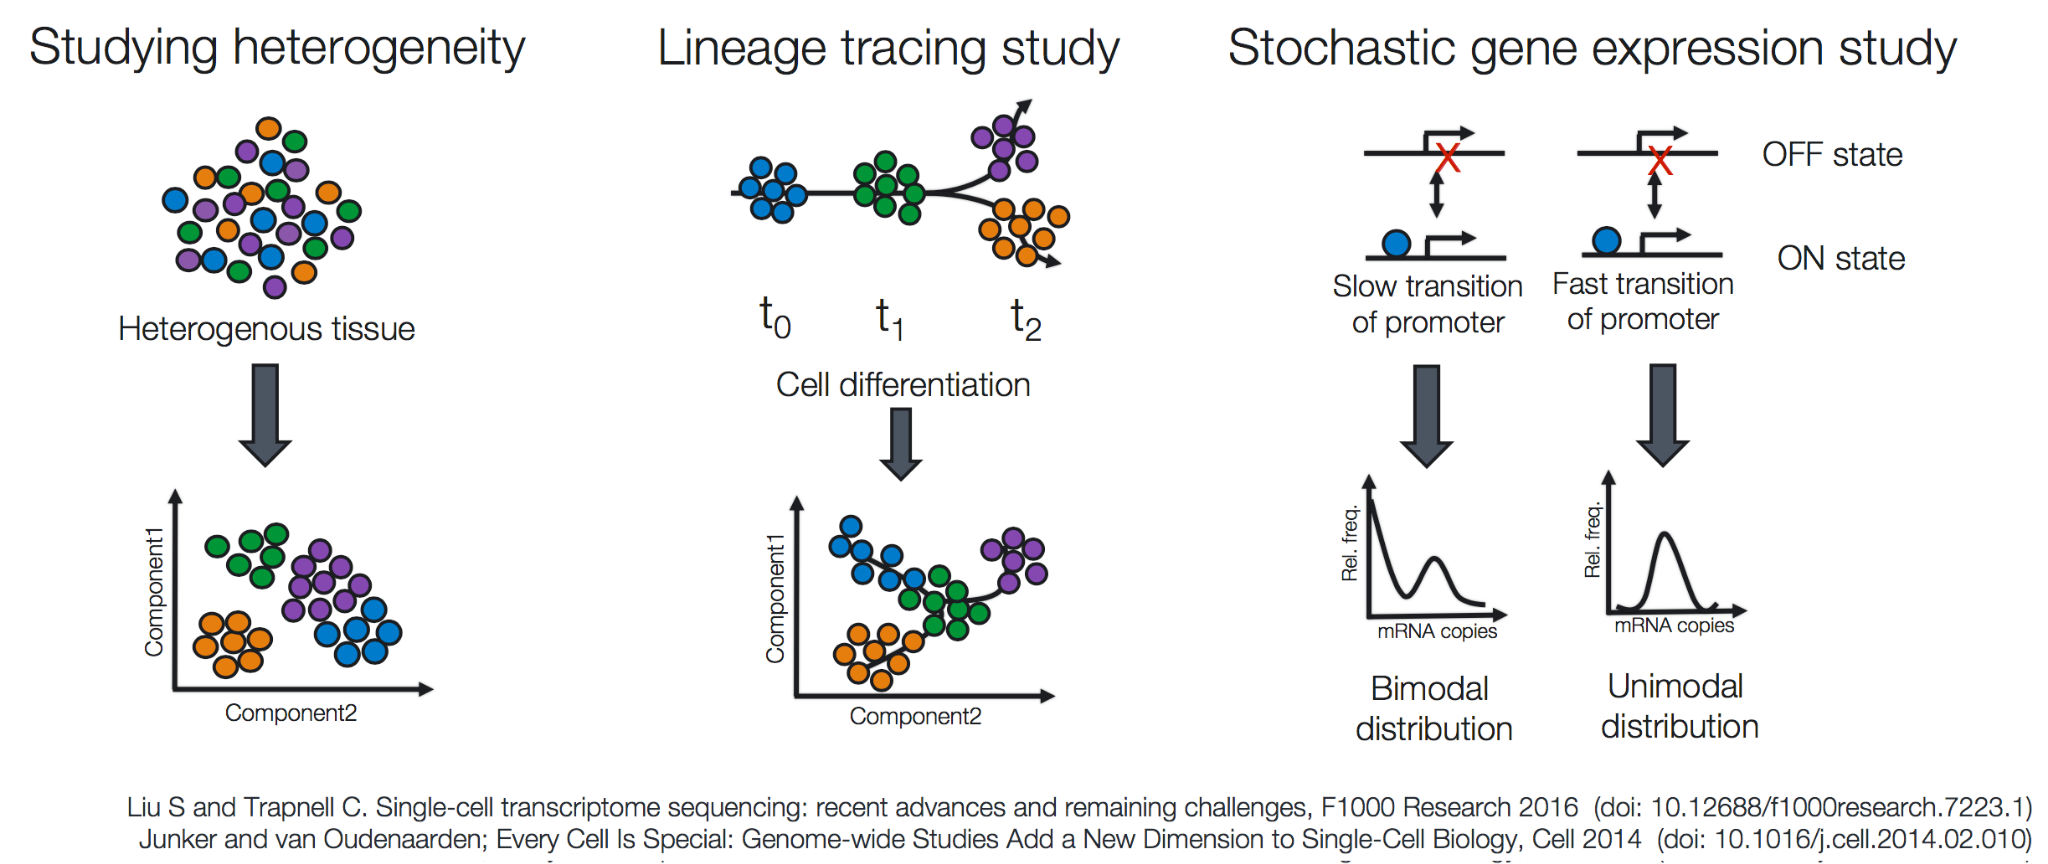 Studying heterogeneity
Heterogenous tissue
Component1
Component2
Lineage tracing study
t0 t1 t2
Cell differentiation
Component1
Component2
Stochastic gene expression study
OFF state
ON state
Slow transition
of promoter
Fast transition
of promoter
Rel. freq.
mRNA copies
Bimodal
distribution
Rel. freq.
mRNA copies
Unimodal
distribution
Liu S and Trapnell C. Single-cell transcriptome sequencing: recent advances and remaining challenges, F1000 Research 2016 (doi: 10.12688/f1000research.7223.1)
Junker and van Oudenaarden; Every Cell Is Special: Genome-wide Studies Add a New Dimension to Single-Cell Biology, Cell 2014 (doi: 10.1016/j.cell.2014.02.010)